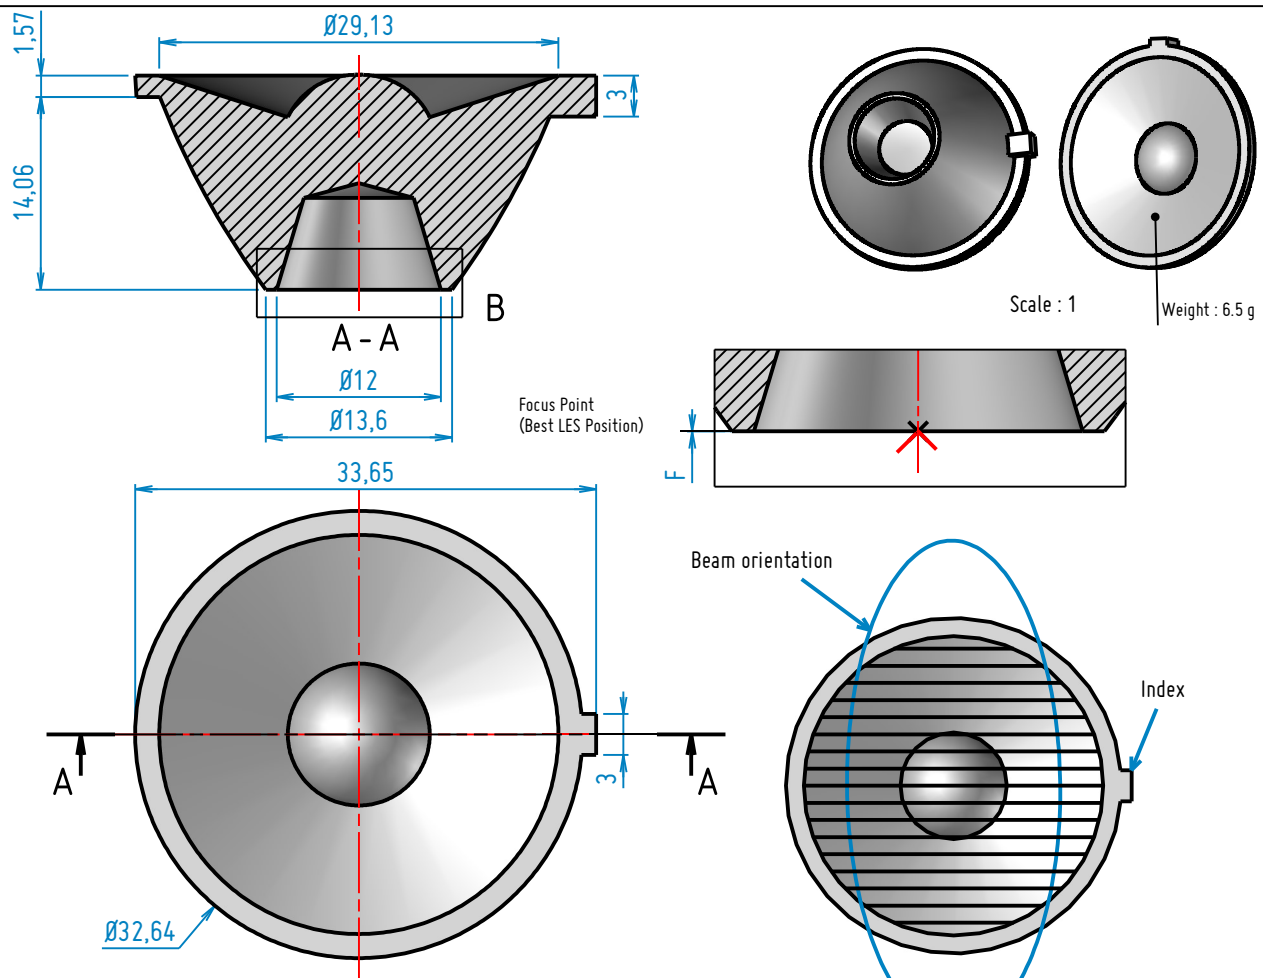 Ø29,13
1,57
3
14,06
B
A - A
Ø12
Ø13,6
Scale : 1
Weight : 6.5 g
Focus Point
(Best LES Position)
F
33,65
A
A
3
Ø32,64
Beam orientation
Index